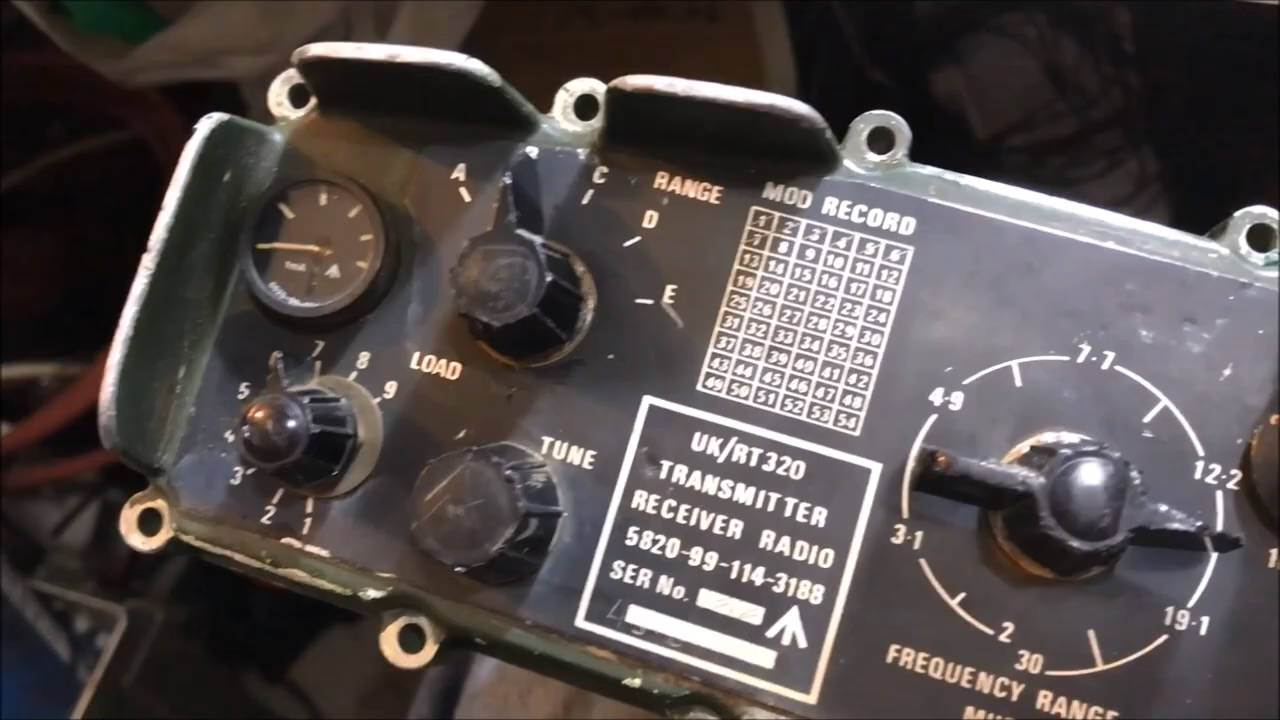 A
C
RANGE
D
E
MOD RECORD
1 2 3 4 5 6
7 8 9 10 11 12
13 14 15 16 17 18
19 20 21 22 23 24
25 26 27 28 29 30
31 32 33 34 35 36
37 38 39 40 41 42
43 44 45 46 47 48
49 50 51 52 53 54
1mA
LOAD
1
2
3
4
5
6
7
8
9
TUNE
UK/RT320
TRANSMITTER
RECEIVER RADIO
5820-99-114-3188
SER No.
2
3·1
4·9
7·7
12·2
19·1
30
FREQUENCY RANGE